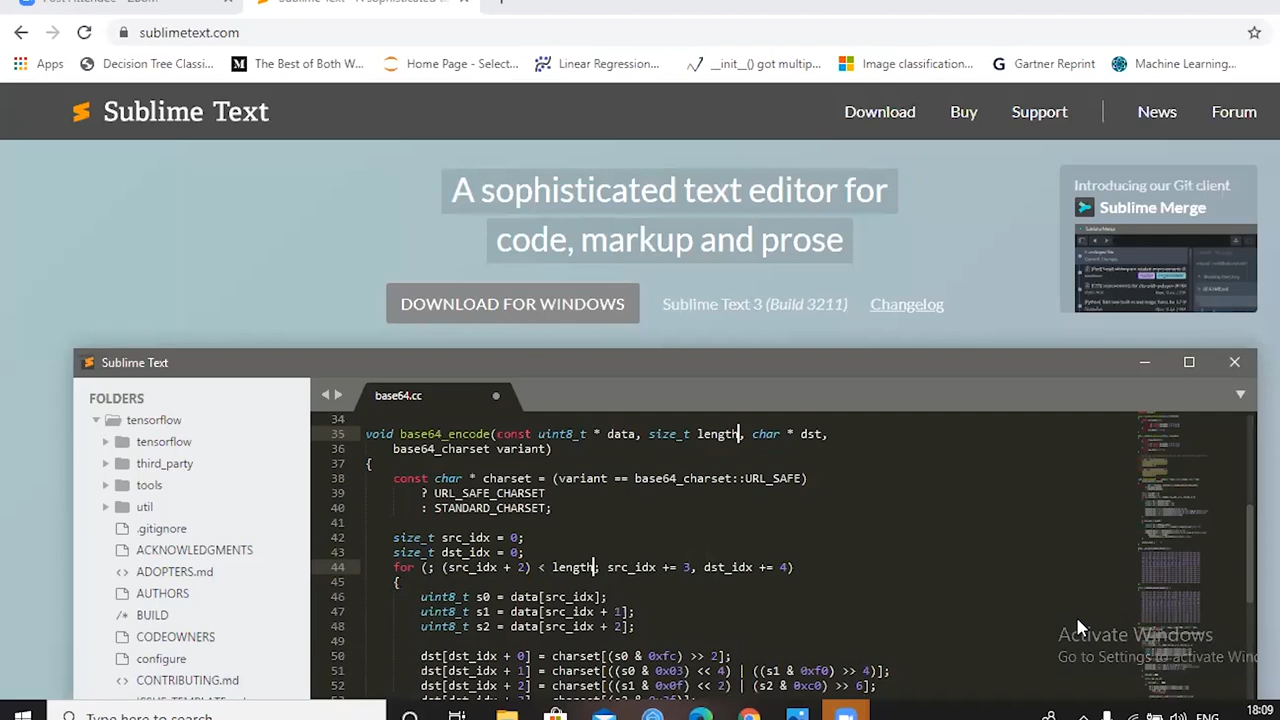 sublimetext.com
Apps Decision Tree Classi... The Best of Both W... Home Page - Select... Linear Regression... __init__() got multip... Image classification... Gartner Reprint Machine Learning...
Sublime Text Download Buy Support News Forum
A sophisticated text editor for
code, markup and prose
Introducing our Git client
Sublime Merge
DOWNLOAD FOR WINDOWS Sublime Text 3 (Build 3211) Changelog
Sublime Text
FOLDERS
tensorflow
tensorflow
third_party
tools
util
.gitignore
ACKNOWLEDGMENTS
ADOPTERS.md
BUILD
AUTHORS
CODEOWNERS
configure
CONTRIBUTING.md
base64.cc
34
35 void base64_encode(const uint8_t * data, size_t length, char * dst,
36 base64_charset variant)
37 {
38 const char * charset = (variant == base64_charset::URL_SAFE)
39 ? URL_SAFE_CHARSET
40 : STANDARD_CHARSET;
41
42 size_t src_idx = 0;
43 size_t dst_idx = 0;
44 for (; (src_idx + 2) < length; src_idx += 3, dst_idx += 4)
45 {
46 uint8_t s0 = data[src_idx];
47 uint8_t s1 = data[src_idx + 1];
48 uint8_t s2 = data[src_idx + 2];
49
50 dst[dst_idx + 0] = charset[(s0 & 0xfc) >> 2];
51 dst[dst_idx + 1] = charset[((s0 & 0x03) << 4) | ((s1 & 0xf0) >> 4)];
52 dst[dst_idx + 2] = charset[((s1 & 0x0f) << 2) | (s2 & 0xc0) >> 6];
Activate Windows
Go to Settings to activate Win
Type here to search
ENG
18:09